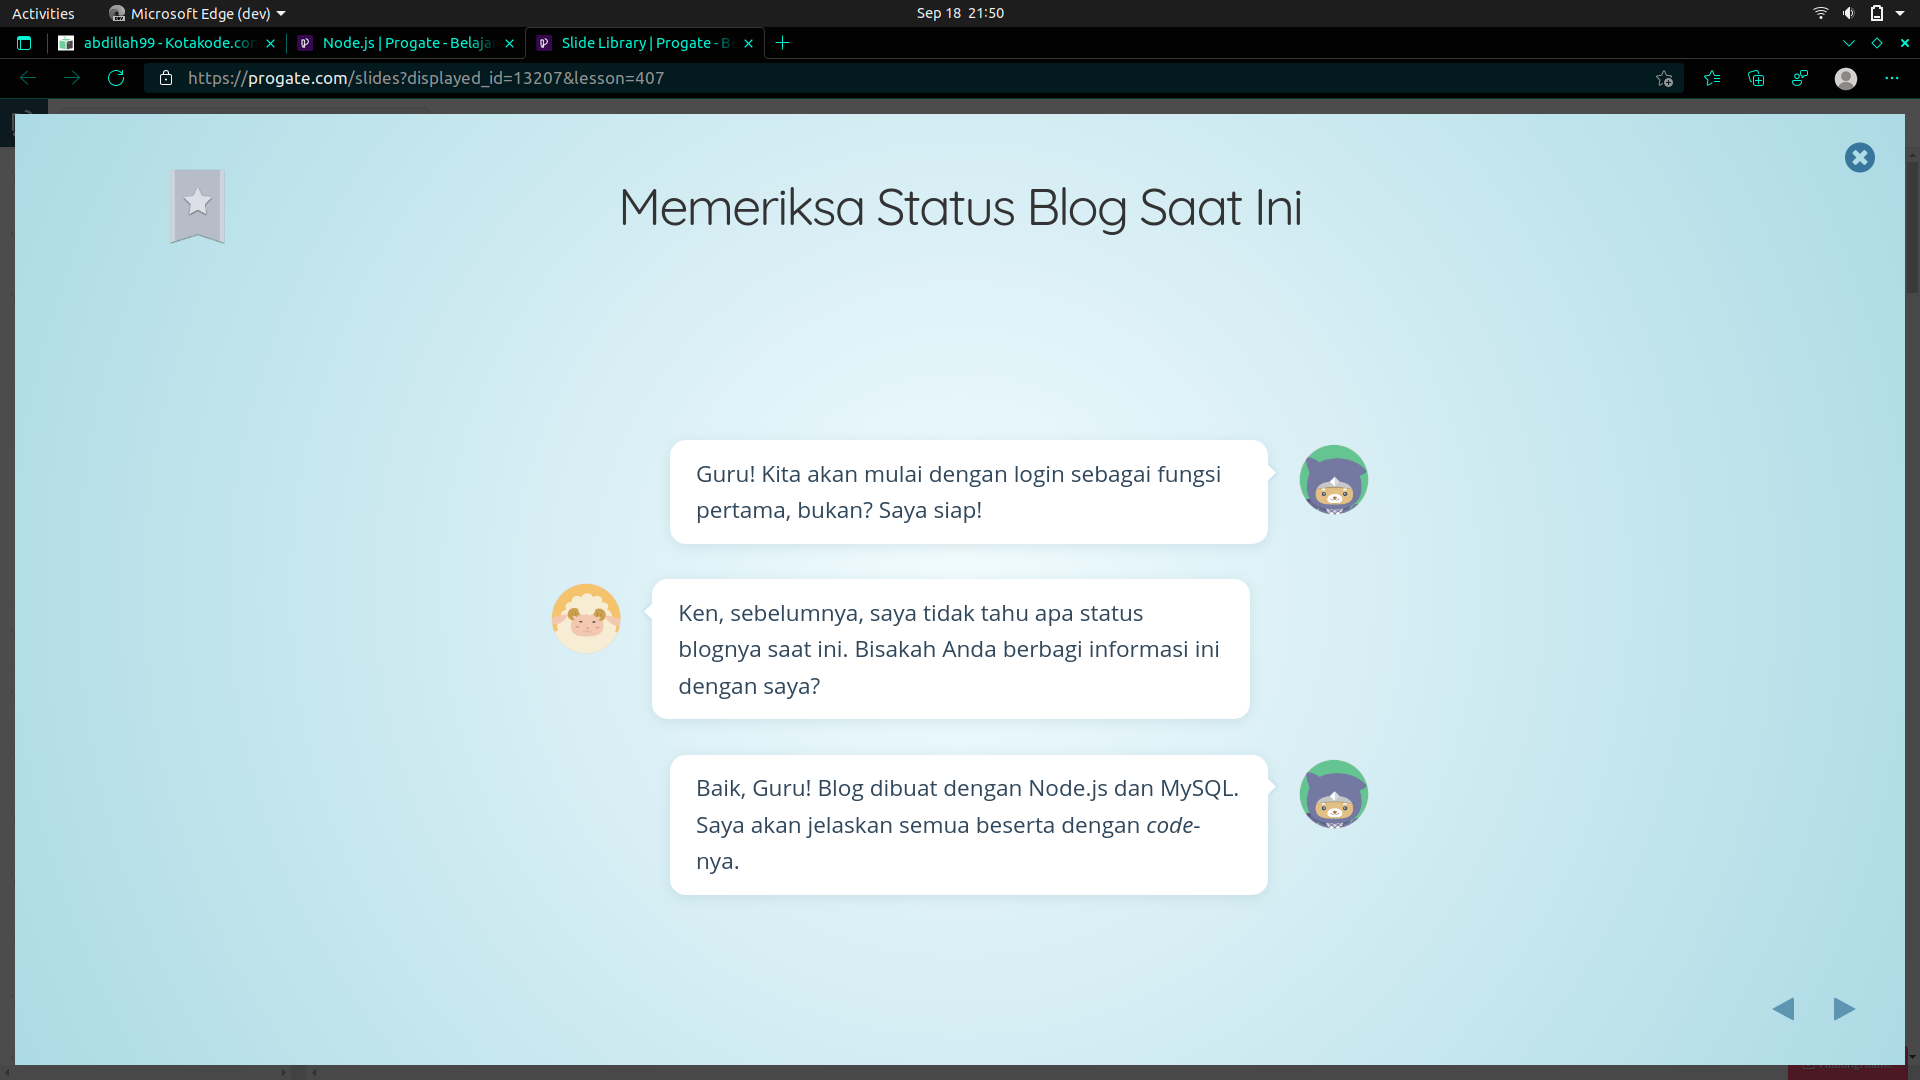 Activities
Microsoft Edge (dev)
Sep 18 21:50
abdillah99 - Kotakode.com
Node.js | Progate - Belaja
Slide Library | Progate - B
https://progate.com/slides?displayed_id=13207&lesson=407
Memeriksa Status Blog Saat Ini
Guru! Kita akan mulai dengan login sebagai fungsi
pertama, bukan? Saya siap!
Ken, sebelumnya, saya tidak tahu apa status
blognya saat ini. Bisakah Anda berbagi informasi ini
dengan saya?
Baik, Guru! Blog dibuat dengan Node.js dan MySQL.
Saya akan jelaskan semua beserta dengan code-
nya.